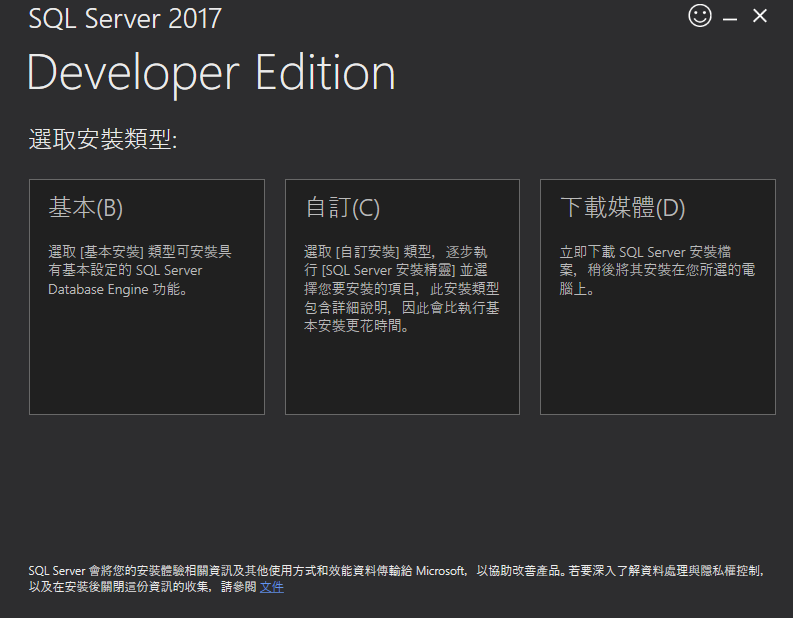 SQL Server 2017
Developer Edition
選取安裝類型:
基本(B)
選取 [基本安裝] 類型可安裝具
有基本設定的 SQL Server
Database Engine 功能。
自訂(C)
選取 [自訂安裝] 類型，逐步執
行 [SQL Server 安裝精靈] 並選
擇您要安裝的項目，此安裝類型
包含詳細說明，因此會比執行基
本安裝更花時間。
下載媒體(D)
立即下載 SQL Server 安裝檔
案，稍後將其安裝在您所選的電
腦上。
SQL Server 會將您的安裝體驗相關資訊及其他使用方式和效能資料傳輸給 Microsoft，以協助改善產品。若要深入了解資料處理與隱私權控制，
以及在安裝後關閉這份資訊的收集，請參閱 文件